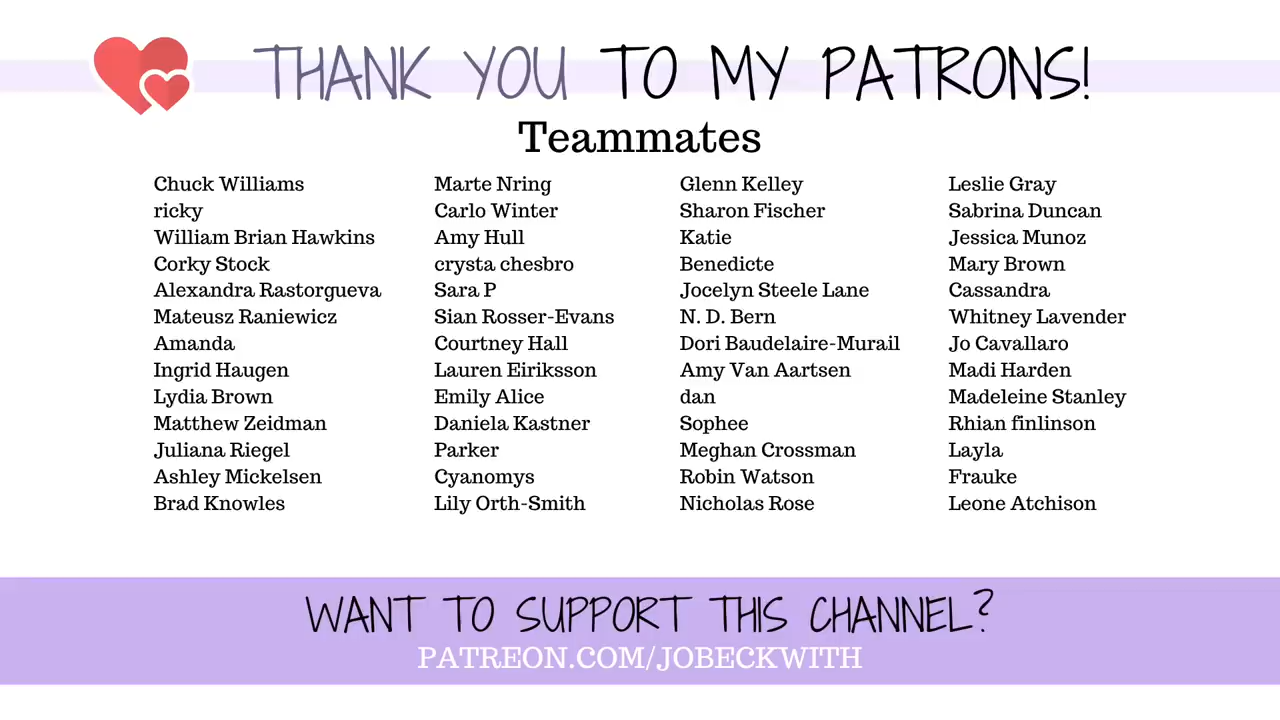 THANK YOU TO MY PATRONS!
Teammates
Chuck Williams
ricky
William Brian Hawkins
Corky Stock
Alexandra Rastorgueva
Mateusz Raniewicz
Amanda
Ingrid Haugen
Lydia Brown
Matthew Zeidman
Juliana Riegel
Ashley Mickelsen
Brad Knowles
Marte Nring
Carlo Winter
Amy Hull
crysta chesbro
Sara P
Sian Rosser-Evans
Courtney Hall
Lauren Eiriksson
Emily Alice
Daniela Kastner
Parker
Cyanomys
Lily Orth-Smith
Glenn Kelley
Sharon Fischer
Katie
Benedicte
Jocelyn Steele Lane
N. D. Bern
Dori Baudelaire-Murail
Amy Van Aartsen
dan
Sophee
Meghan Crossman
Robin Watson
Nicholas Rose
Leslie Gray
Sabrina Duncan
Jessica Munoz
Mary Brown
Cassandra
Whitney Lavender
Jo Cavallaro
Madi Harden
Madeleine Stanley
Rhian finlinson
Layla
Frauke
Leone Atchison
WANT TO SUPPORT THIS CHANNEL?
PATREON.COM/JOBECKWITH